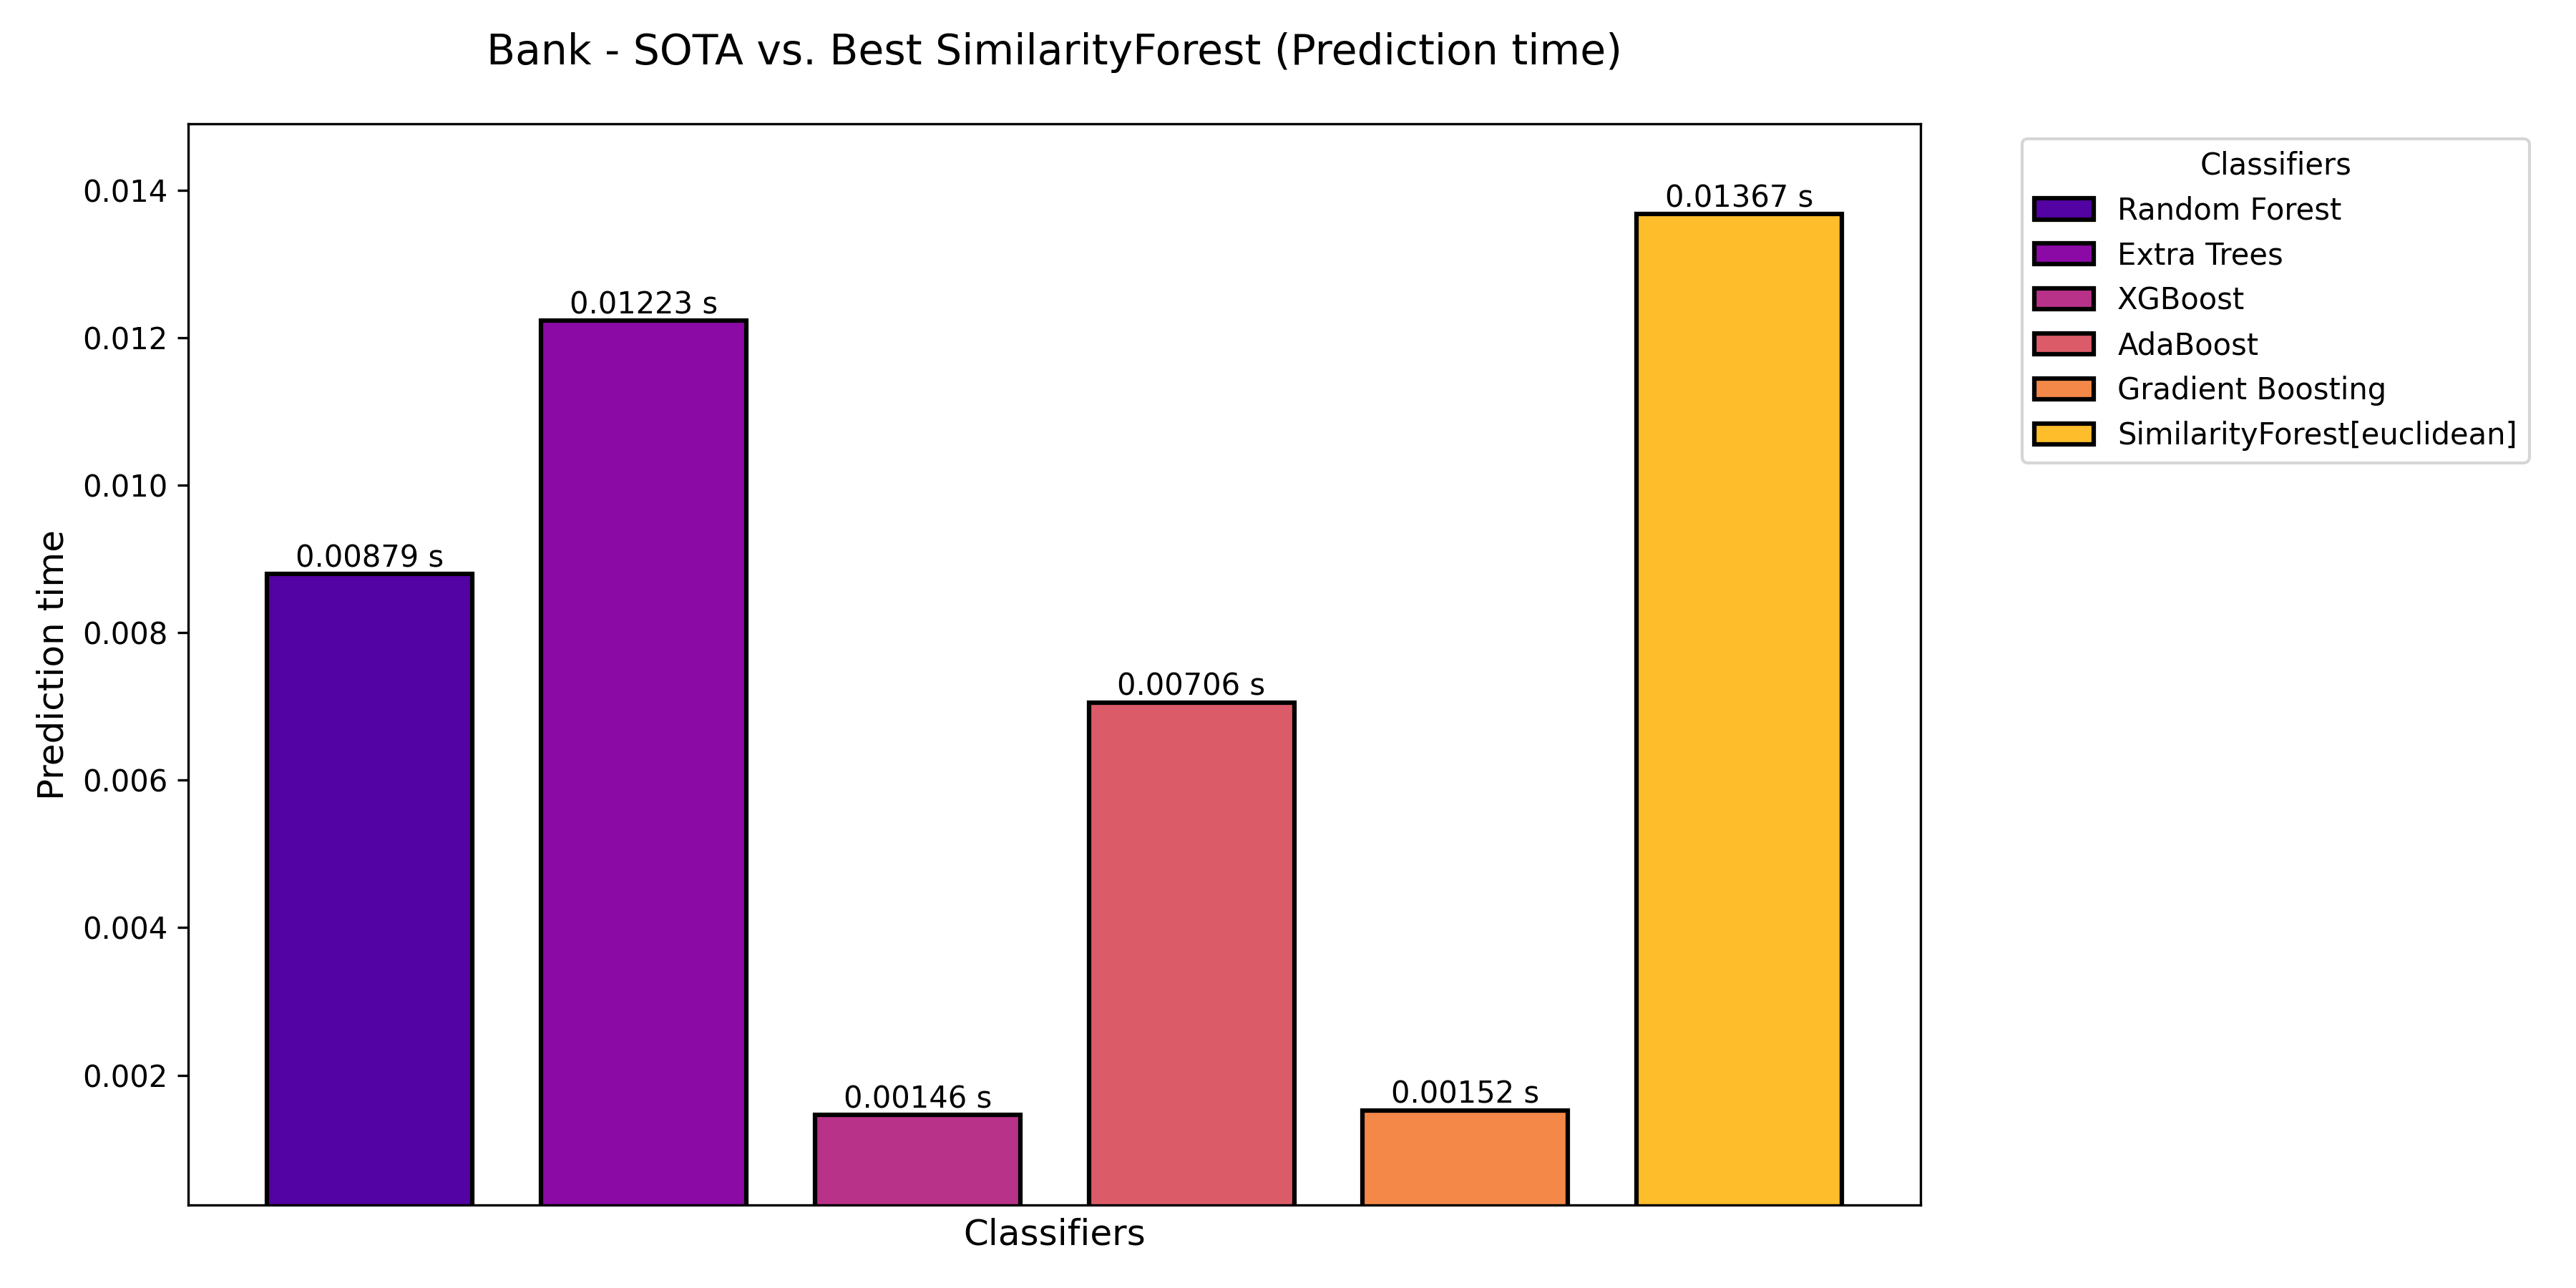 Bank - SOTA vs. Best SimilarityForest (Prediction time)
Prediction time
0.014
0.012
0.010
0.008
0.006
0.004
0.002
0.00879 s
0.01223 s
0.00146 s
0.00706 s
0.00152 s
0.01367 s
Classifiers
Classifiers
Random Forest
Extra Trees
XGBoost
AdaBoost
Gradient Boosting
SimilarityForest[euclidean]